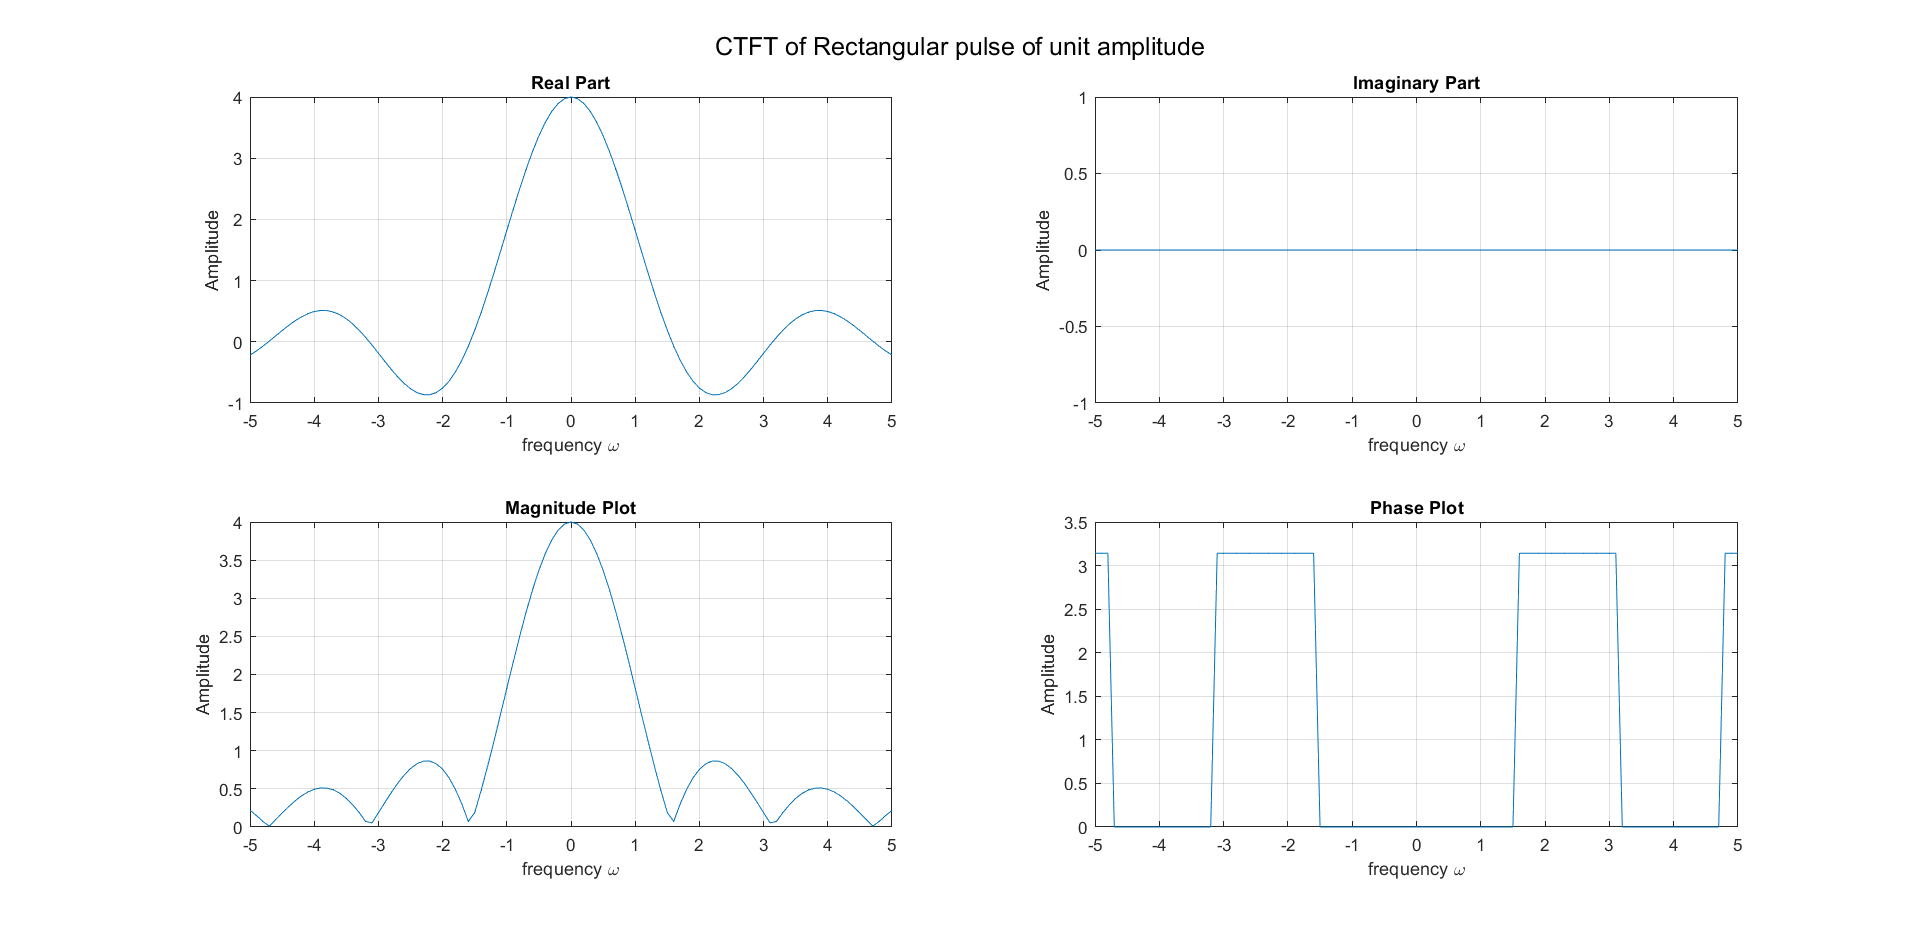 CTFT of Rectangular pulse of unit amplitude
Real Part
4
3
2
1
0
-1
Amplitude
-5 -4 -3 -2 -1 0 1 2 3 4 5
frequency ω
Imaginary Part
1
0.5
0
-0.5
-1
Amplitude
-5 -4 -3 -2 -1 0 1 2 3 4 5
frequency ω
Magnitude Plot
4
3.5
3
2.5
2
1.5
1
0.5
0
Amplitude
-5 -4 -3 -2 -1 0 1 2 3 4 5
frequency ω
Phase Plot
3.5
3
2.5
2
1.5
1
0.5
0
Amplitude
-5 -4 -3 -2 -1 0 1 2 3 4 5
frequency ω